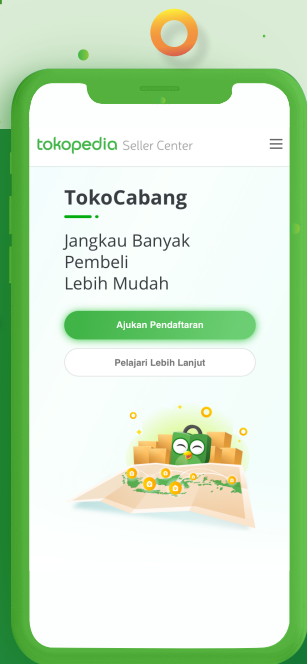 tokopedia Seller Center
TokoCabang
Jangkau Banyak
Pembeli
Lebih Mudah
Ajukan Pendaftaran
Pelajari Lebih Lanjut